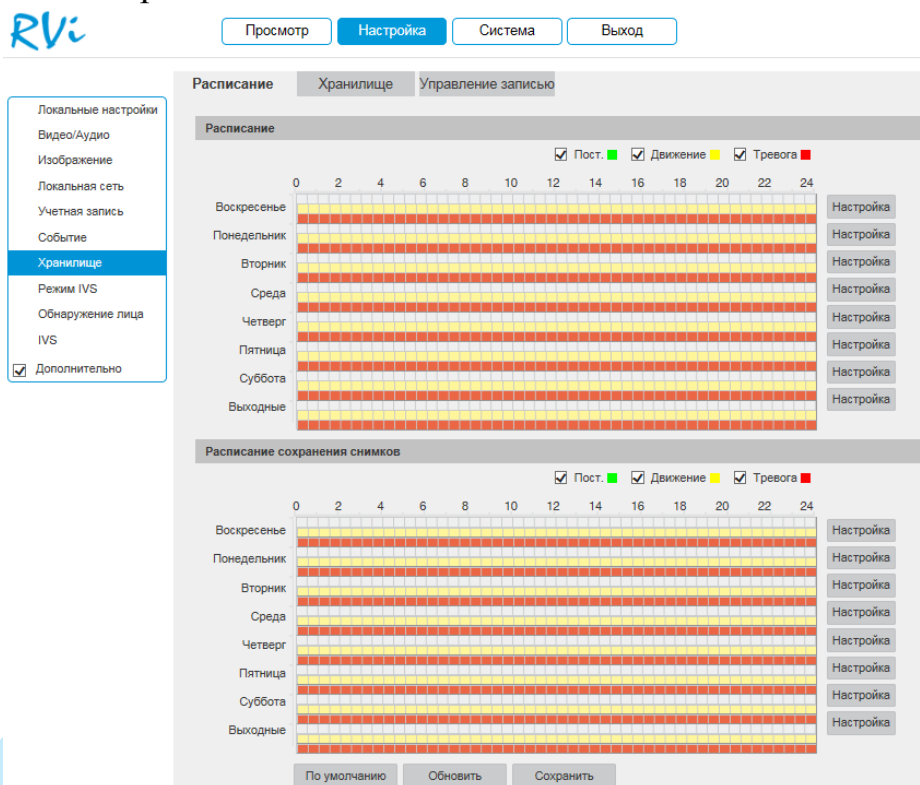 RVi
Просмотр Настройка Система Выход
Расписание Хранилище Управление записью
Локальные настройки
Видео/Аудио
Изображение
Локальная сеть
Учетная запись
Событие
Хранилище
Режим IVS
Обнаружение лица
IVS
Дополнительно
Расписание
Пост. Движение Тревога
0 2 4 6 8 10 12 14 16 18 20 22 24
Воскресенье Настройка
Понедельник Настройка
Вторник Настройка
Среда Настройка
Четверг Настройка
Пятница Настройка
Суббота Настройка
Выходные Настройка
Расписание сохранения снимков
Пост. Движение Тревога
0 2 4 6 8 10 12 14 16 18 20 22 24
Воскресенье Настройка
Понедельник Настройка
Вторник Настройка
Среда Настройка
Четверг Настройка
Пятница Настройка
Суббота Настройка
Выходные Настройка
По умолчанию Обновить Сохранить